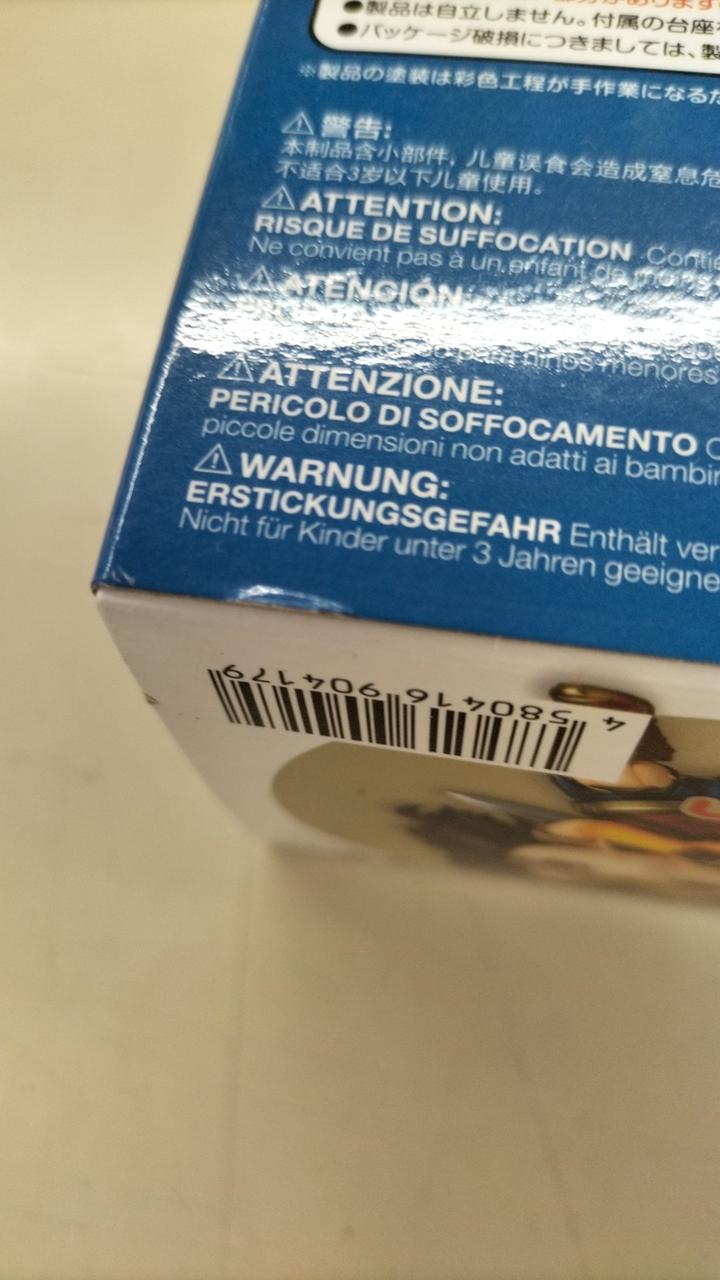 ●製品は自立しません。付属の台座
●パッケージ破損につきましては、製
※製品の塗装は彩色工程が手作業になるた
⚠警告:
本制品含小部件，儿童误食会造成窒息危
不适合3岁以下儿童使用。
⚠ATTENTION:
RISQUE DE SUFFOCATION Contie
Ne convient pas à un enfant de moins
⚠ATENCIÓN:
para niños menores
⚠ATTENZIONE:
PERICOLO DI SOFFOCAMENTO C
piccole dimensioni non adatti ai bambin
⚠WARNUNG:
ERSTICKUNGSGEFAHR Enthält ver
Nicht für Kinder unter 3 Jahren geeigne
4 580416 904179